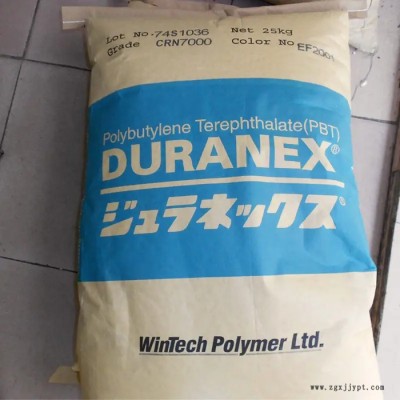 Lot No.74S1036 Net 25kg
Grade CRN7000 Color No.EF2001
Polybutylene Terephthalate(PBT)
DURANEX®
ジュラネックス®
WinTech Polymer Ltd.
www.zgxjjypt.com